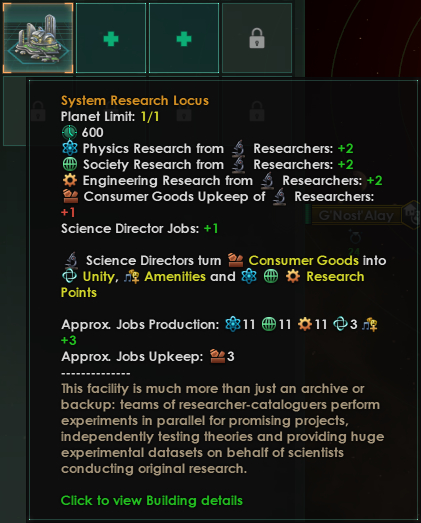 System Research Locus
Planet Limit: 1/1
600
Physics Research from Researchers: +2
Society Research from Researchers: +2
Engineering Research from Researchers: +2
Consumer Goods Upkeep of Researchers:
+1
Science Director Jobs: +1
G'Nost'Alay
Science Directors turn Consumer Goods into
Unity, Amenities and Research
Points
Approx. Jobs Production: 11 11 11 3
+3
Approx. Jobs Upkeep: 3
--------------
This facility is much more than just an archive or
backup: teams of researcher-cataloguers perform
experiments in parallel for promising projects,
independently testing theories and providing huge
experimental datasets on behalf of scientists
conducting original research.
Click to view Building details